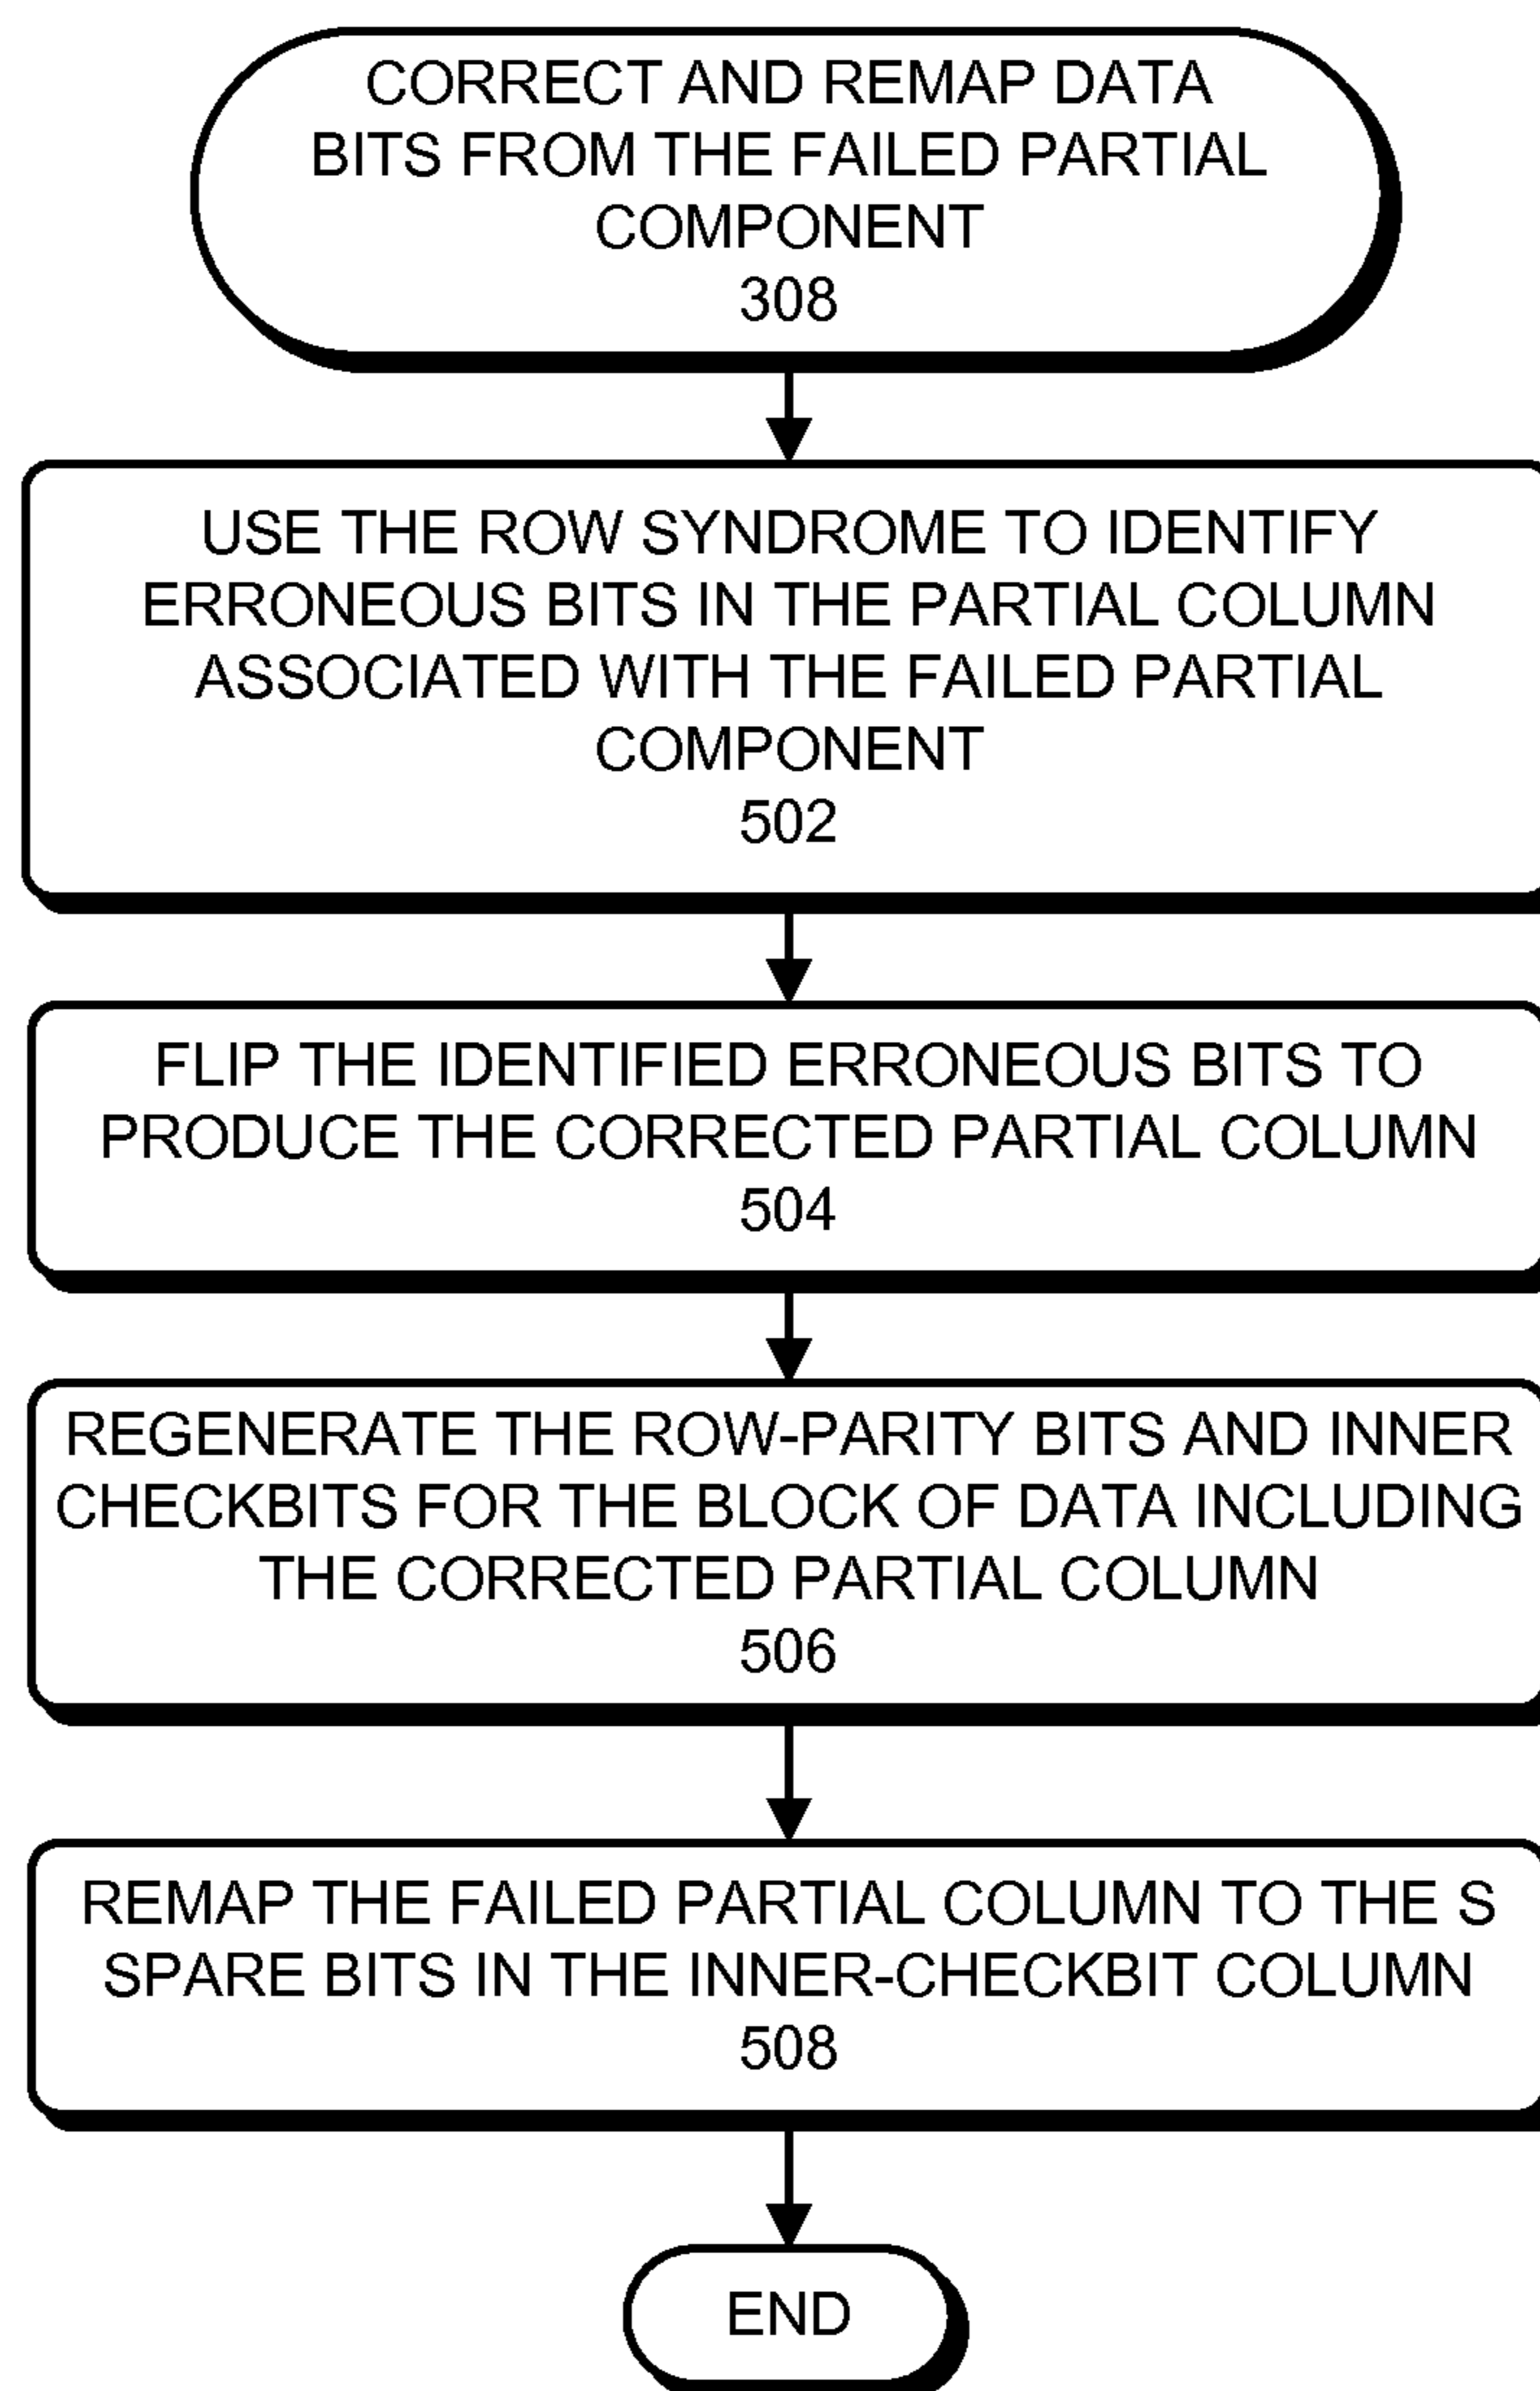 CORRECT AND REMAP DATA
BITS FROM THE FAILED PARTIAL
COMPONENT
308
USE THE ROW SYNDROME TO IDENTIFY
ERRONEOUS BITS IN THE PARTIAL COLUMN
ASSOCIATED WITH THE FAILED PARTIAL
COMPONENT
502
FLIP THE IDENTIFIED ERRONEOUS BITS TO
PRODUCE THE CORRECTED PARTIAL COLUMN
504
REGENERATE THE ROW-PARITY BITS AND INNER
CHECKBITS FOR THE BLOCK OF DATA INCLUDING
THE CORRECTED PARTIAL COLUMN
506
REMAP THE FAILED PARTIAL COLUMN TO THE S
SPARE BITS IN THE INNER-CHECKBIT COLUMN
508
END